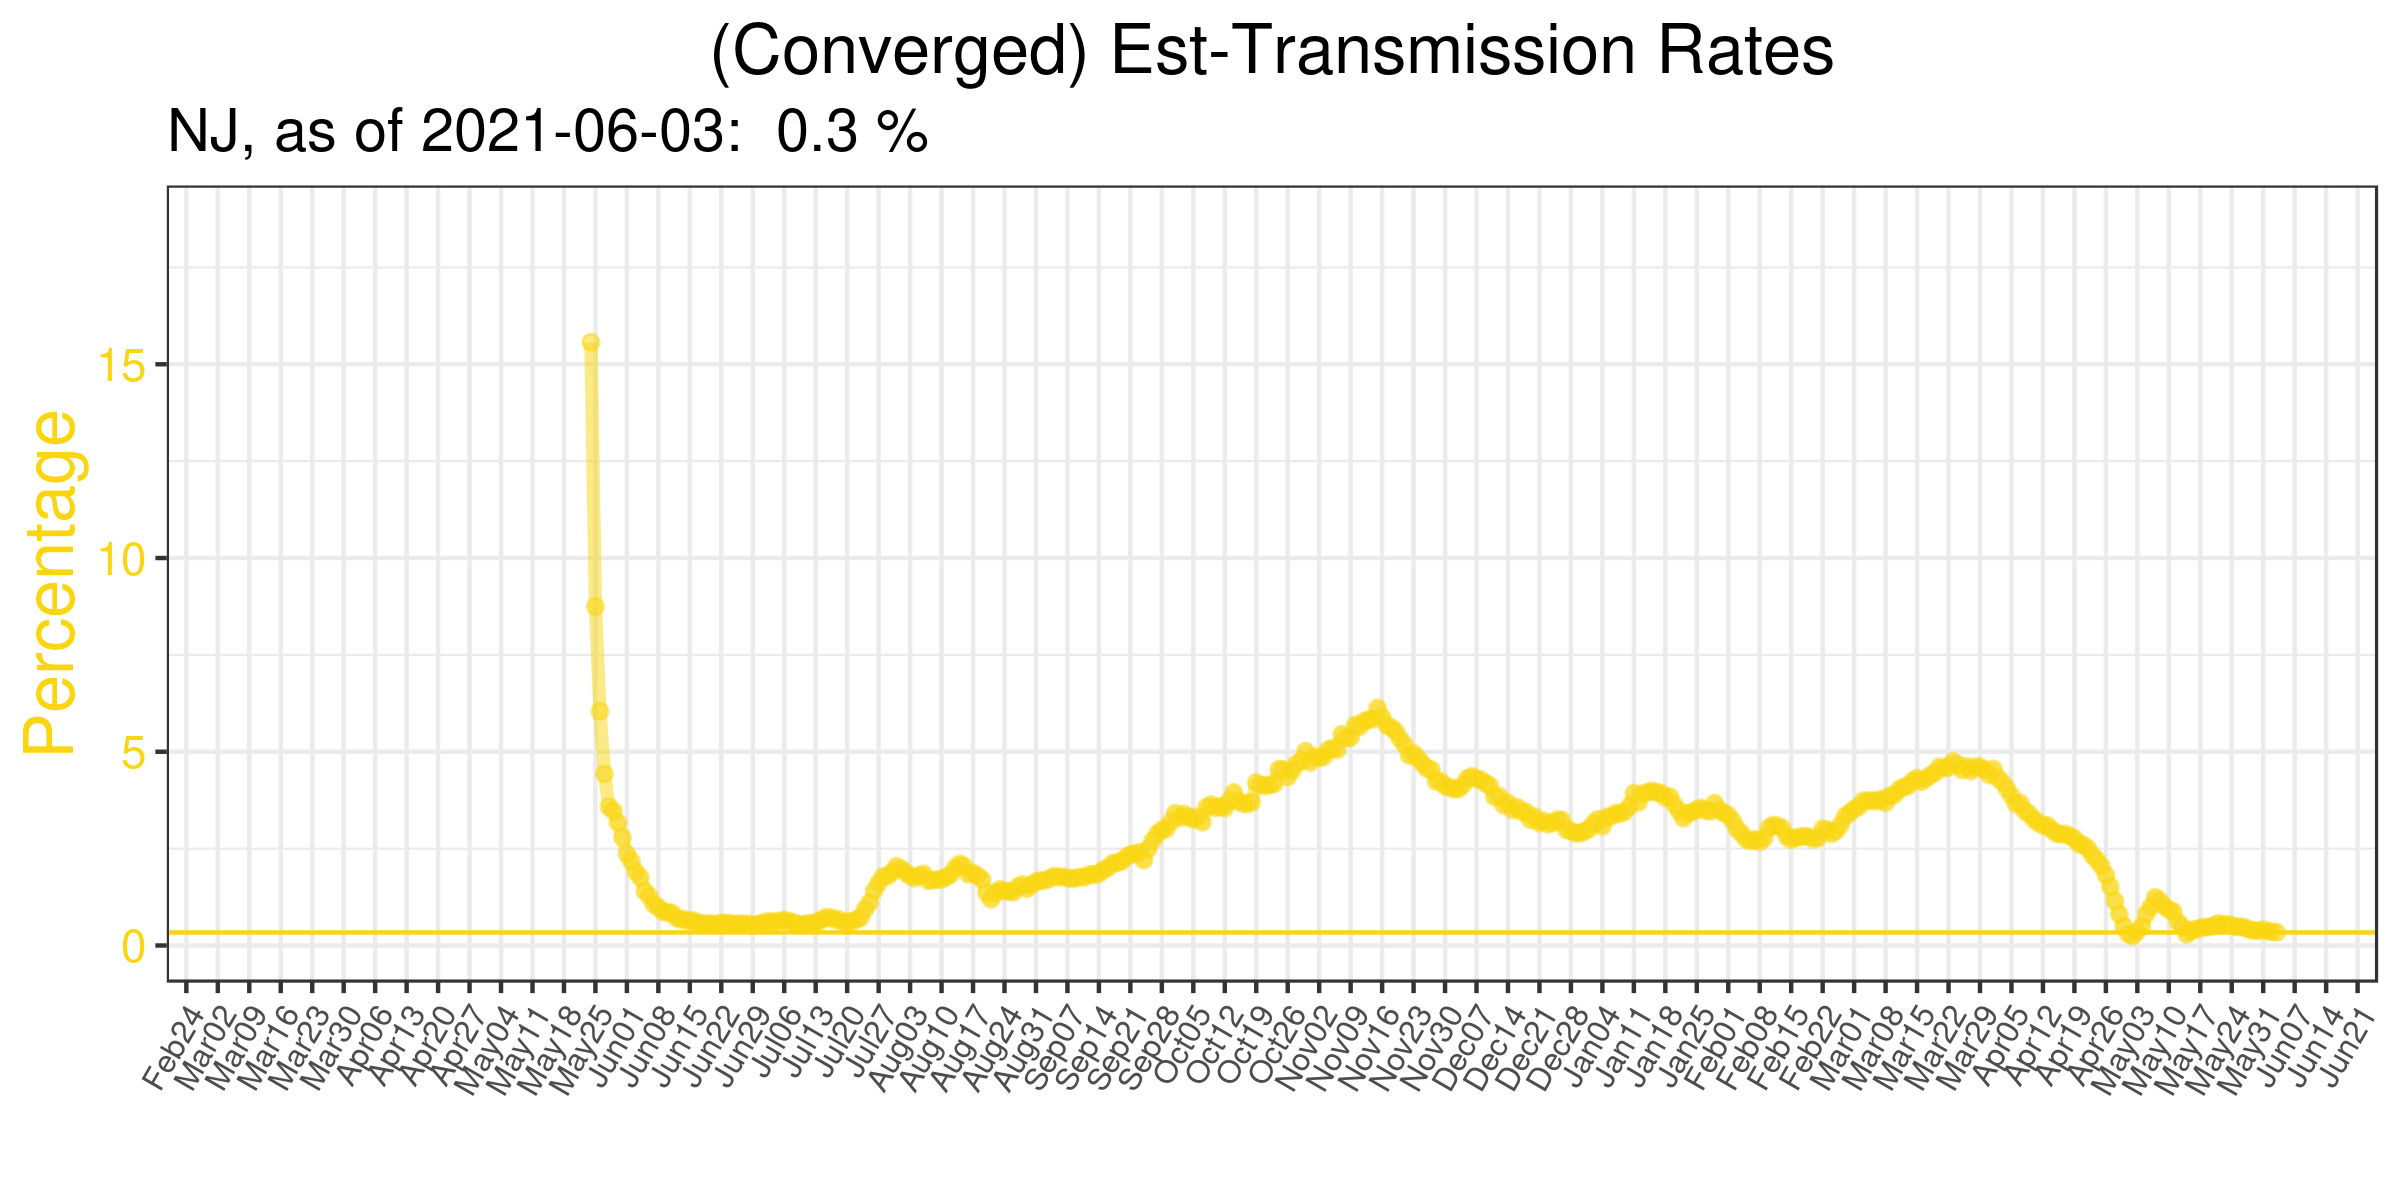 (Converged) Est-Transmission Rates
NJ, as of 2021-06-03:  0.3 %
Percentage
15
10
5
0
Feb24
Mar02
Mar09
Mar16
Mar23
Mar30
Apr06
Apr13
Apr20
Apr27
May04
May11
May18
May25
Jun01
Jun08
Jun15
Jun22
Jun29
Jul06
Jul13
Jul20
Jul27
Aug03
Aug10
Aug17
Aug24
Aug31
Sep07
Sep14
Sep21
Sep28
Oct05
Oct12
Oct19
Oct26
Nov02
Nov09
Nov16
Nov23
Nov30
Dec07
Dec14
Dec21
Dec28
Jan04
Jan11
Jan18
Jan25
Feb01
Feb08
Feb15
Feb22
Mar01
Mar08
Mar15
Mar22
Mar29
Apr05
Apr12
Apr19
Apr26
May03
May10
May17
May24
May31
Jun07
Jun14
Jun21